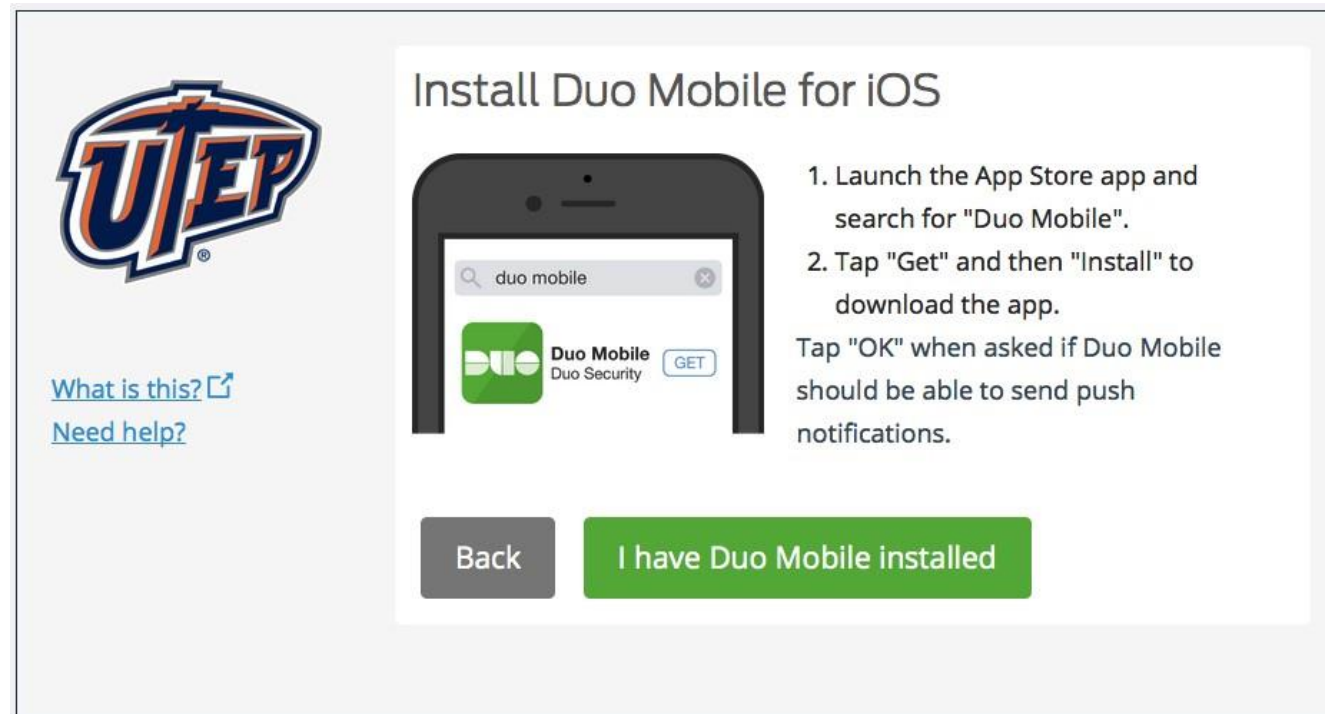 UTEP
®
What is this?
Need help?
Install Duo Mobile for iOS
duo mobile
DUO
Duo Mobile
Duo Security
GET
1. Launch the App Store app and
search for "Duo Mobile".
2. Tap "Get" and then "Install" to
download the app.
Tap "OK" when asked if Duo Mobile
should be able to send push
notifications.
Back
I have Duo Mobile installed